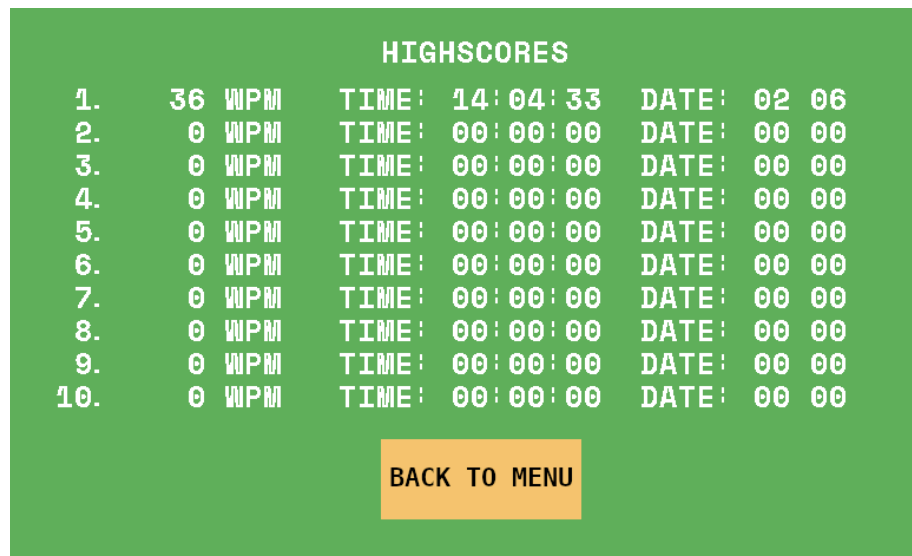 HIGHSCORES
1. 36 WPM TIME: 14:04:33 DATE: 02 06
2. 0 WPM TIME: 00:00:00 DATE: 00 00
3. 0 WPM TIME: 00:00:00 DATE: 00 00
4. 0 WPM TIME: 00:00:00 DATE: 00 00
5. 0 WPM TIME: 00:00:00 DATE: 00 00
6. 0 WPM TIME: 00:00:00 DATE: 00 00
7. 0 WPM TIME: 00:00:00 DATE: 00 00
8. 0 WPM TIME: 00:00:00 DATE: 00 00
9. 0 WPM TIME: 00:00:00 DATE: 00 00
10. 0 WPM TIME: 00:00:00 DATE: 00 00
BACK TO MENU